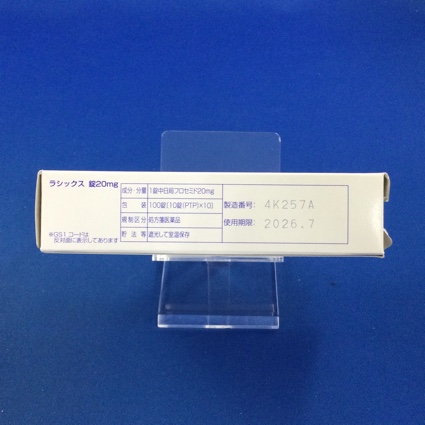 ラシックス 錠20mg
成分・分量 1錠中日局フロセミド20mg
包装 100錠(10錠(PTP)×10)
規制区分 処方箋医薬品
貯法等 遮光して室温保存
製造番号: 4K257A
使用期限: 2026.7
※GS1コードは
反対面に表示してあります